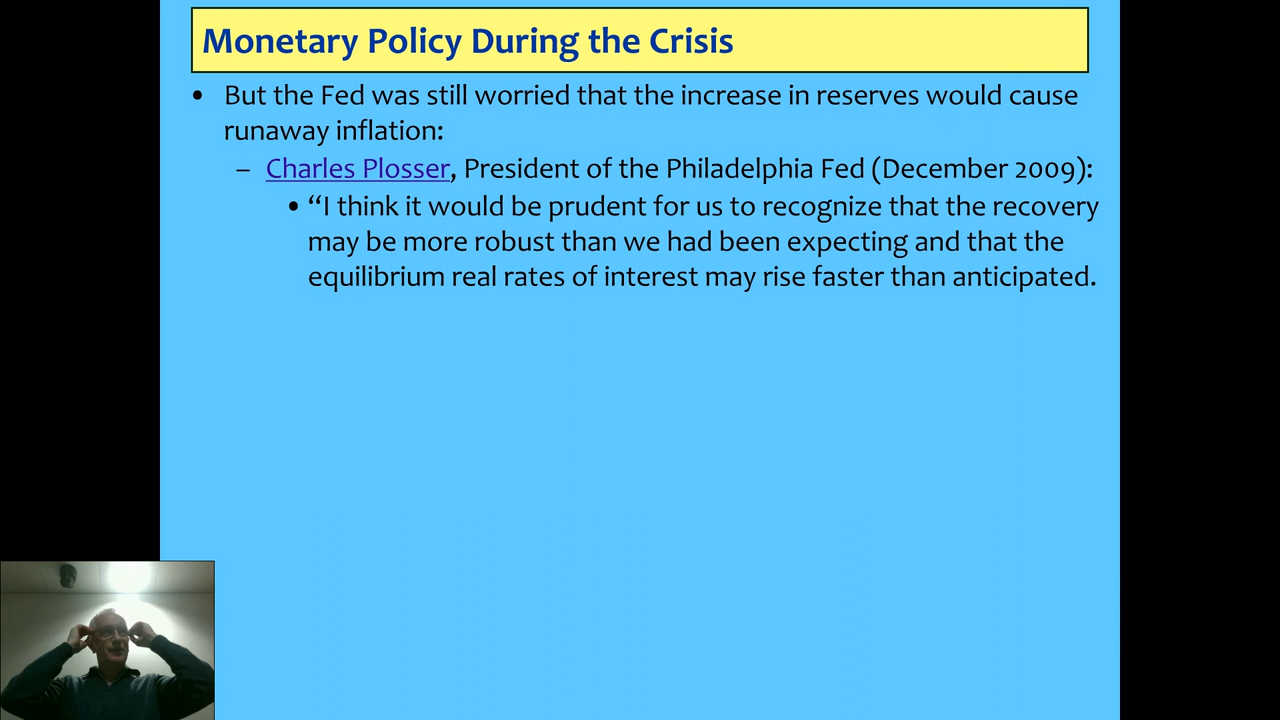 Monetary Policy During the Crisis
• But the Fed was still worried that the increase in reserves would cause
runaway inflation:
– Charles Plosser, President of the Philadelphia Fed (December 2009):
• “I think it would be prudent for us to recognize that the recovery
may be more robust than we had been expecting and that the
equilibrium real rates of interest may rise faster than anticipated.